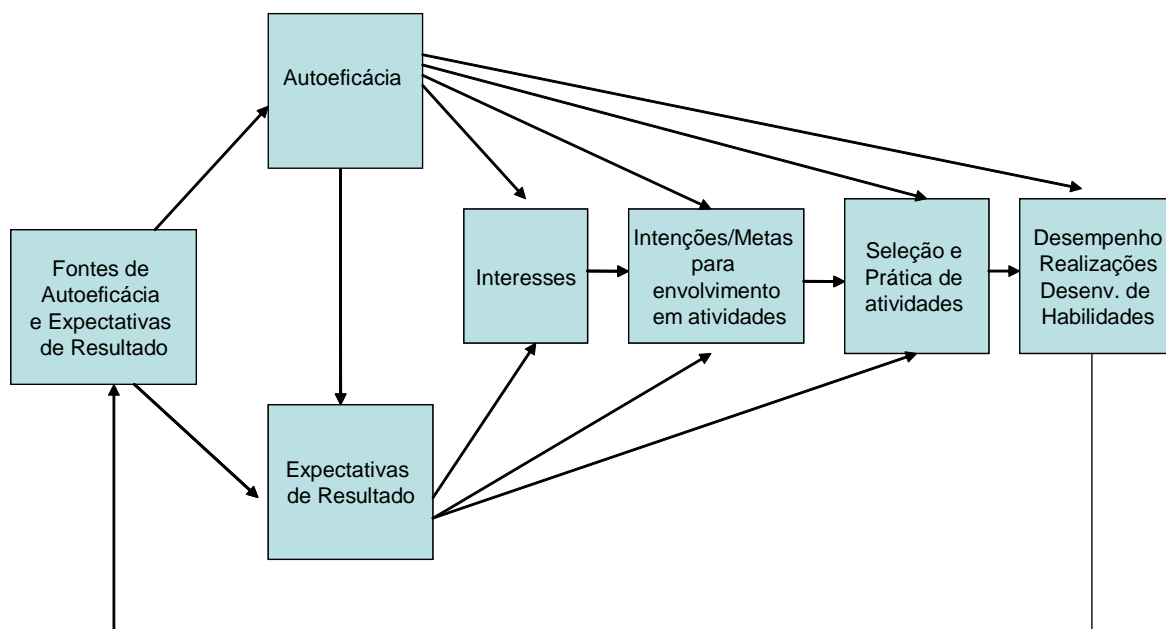 Autoeficácia
Fontes de
Autoeficácia
e Expectativas
de Resultado
Expectativas
de Resultado
Interesses
Intenções/Metas
para
envolvimento
em atividades
Seleção e
Prática de
atividades
Desempenho
Realizações
Desenv. de
Habilidades